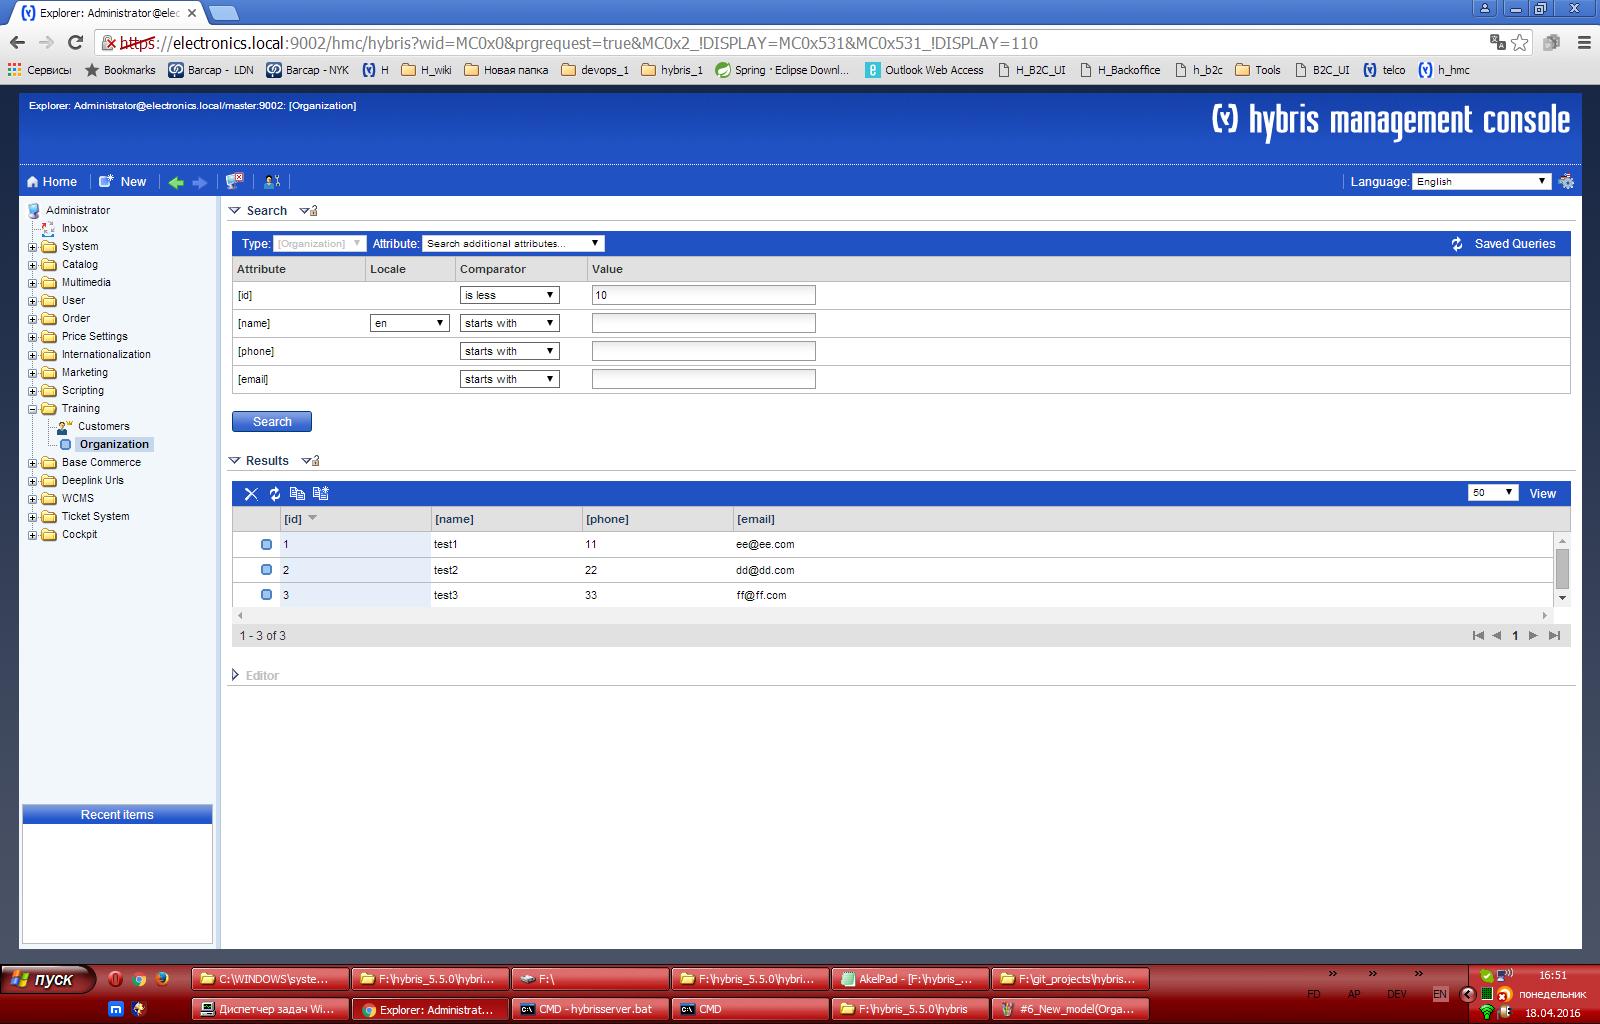 Explorer: Administrator@elec
https://electronics.local:9002/hmc/hybris?wid=MC0x0&prgrequest=true&MC0x2_!DISPLAY=MC0x531&MC0x531_!DISPLAY=110
Сервисы Bookmarks Barcap - LDN Barcap - NYK H H_wiki Новая папка devops_1 hybris_1 Spring · Eclipse Downl... Outlook Web Access H_B2C_UI H_Backoffice h_b2c Tools B2C_UI telco h_hmc
Explorer: Administrator@electronics.local/master:9002: [Organization]
hybris management console
Home New Language: English
Administrator
Inbox
System
Catalog
Multimedia
User
Order
Price Settings
Internationalization
Marketing
Scripting
Training
Customers
Organization
Base Commerce
Deeplink Urls
WCMS
Ticket System
Cockpit
Recent items
Search
Type: [Organization] Attribute: Search additional attributes... Saved Queries
Attribute Locale Comparator Value
[id] is less 10
[name] en starts with
[phone] starts with
[email] starts with
Search
Results
50 View
[id] [name] [phone] [email]
1 test1 11 ee@ee.com
2 test2 22 dd@dd.com
3 test3 33 ff@ff.com
1 - 3 of 3 1
Editor
пуск C:\WINDOWS\syste... F:\hybris_5.5.0\hybri... F:\ F:\hybris_5.5.0\hybri... AkelPad - [F:\hybris_... F:\git_projects\hybris... » » » 16:51
FD AP DEV EN понедельник
Диспетчер задач Wi... Explorer: Administrat... CMD - hybrisserver.bat CMD F:\hybris_5.5.0\hybris #6_New_model(Orga... 18.04.2016